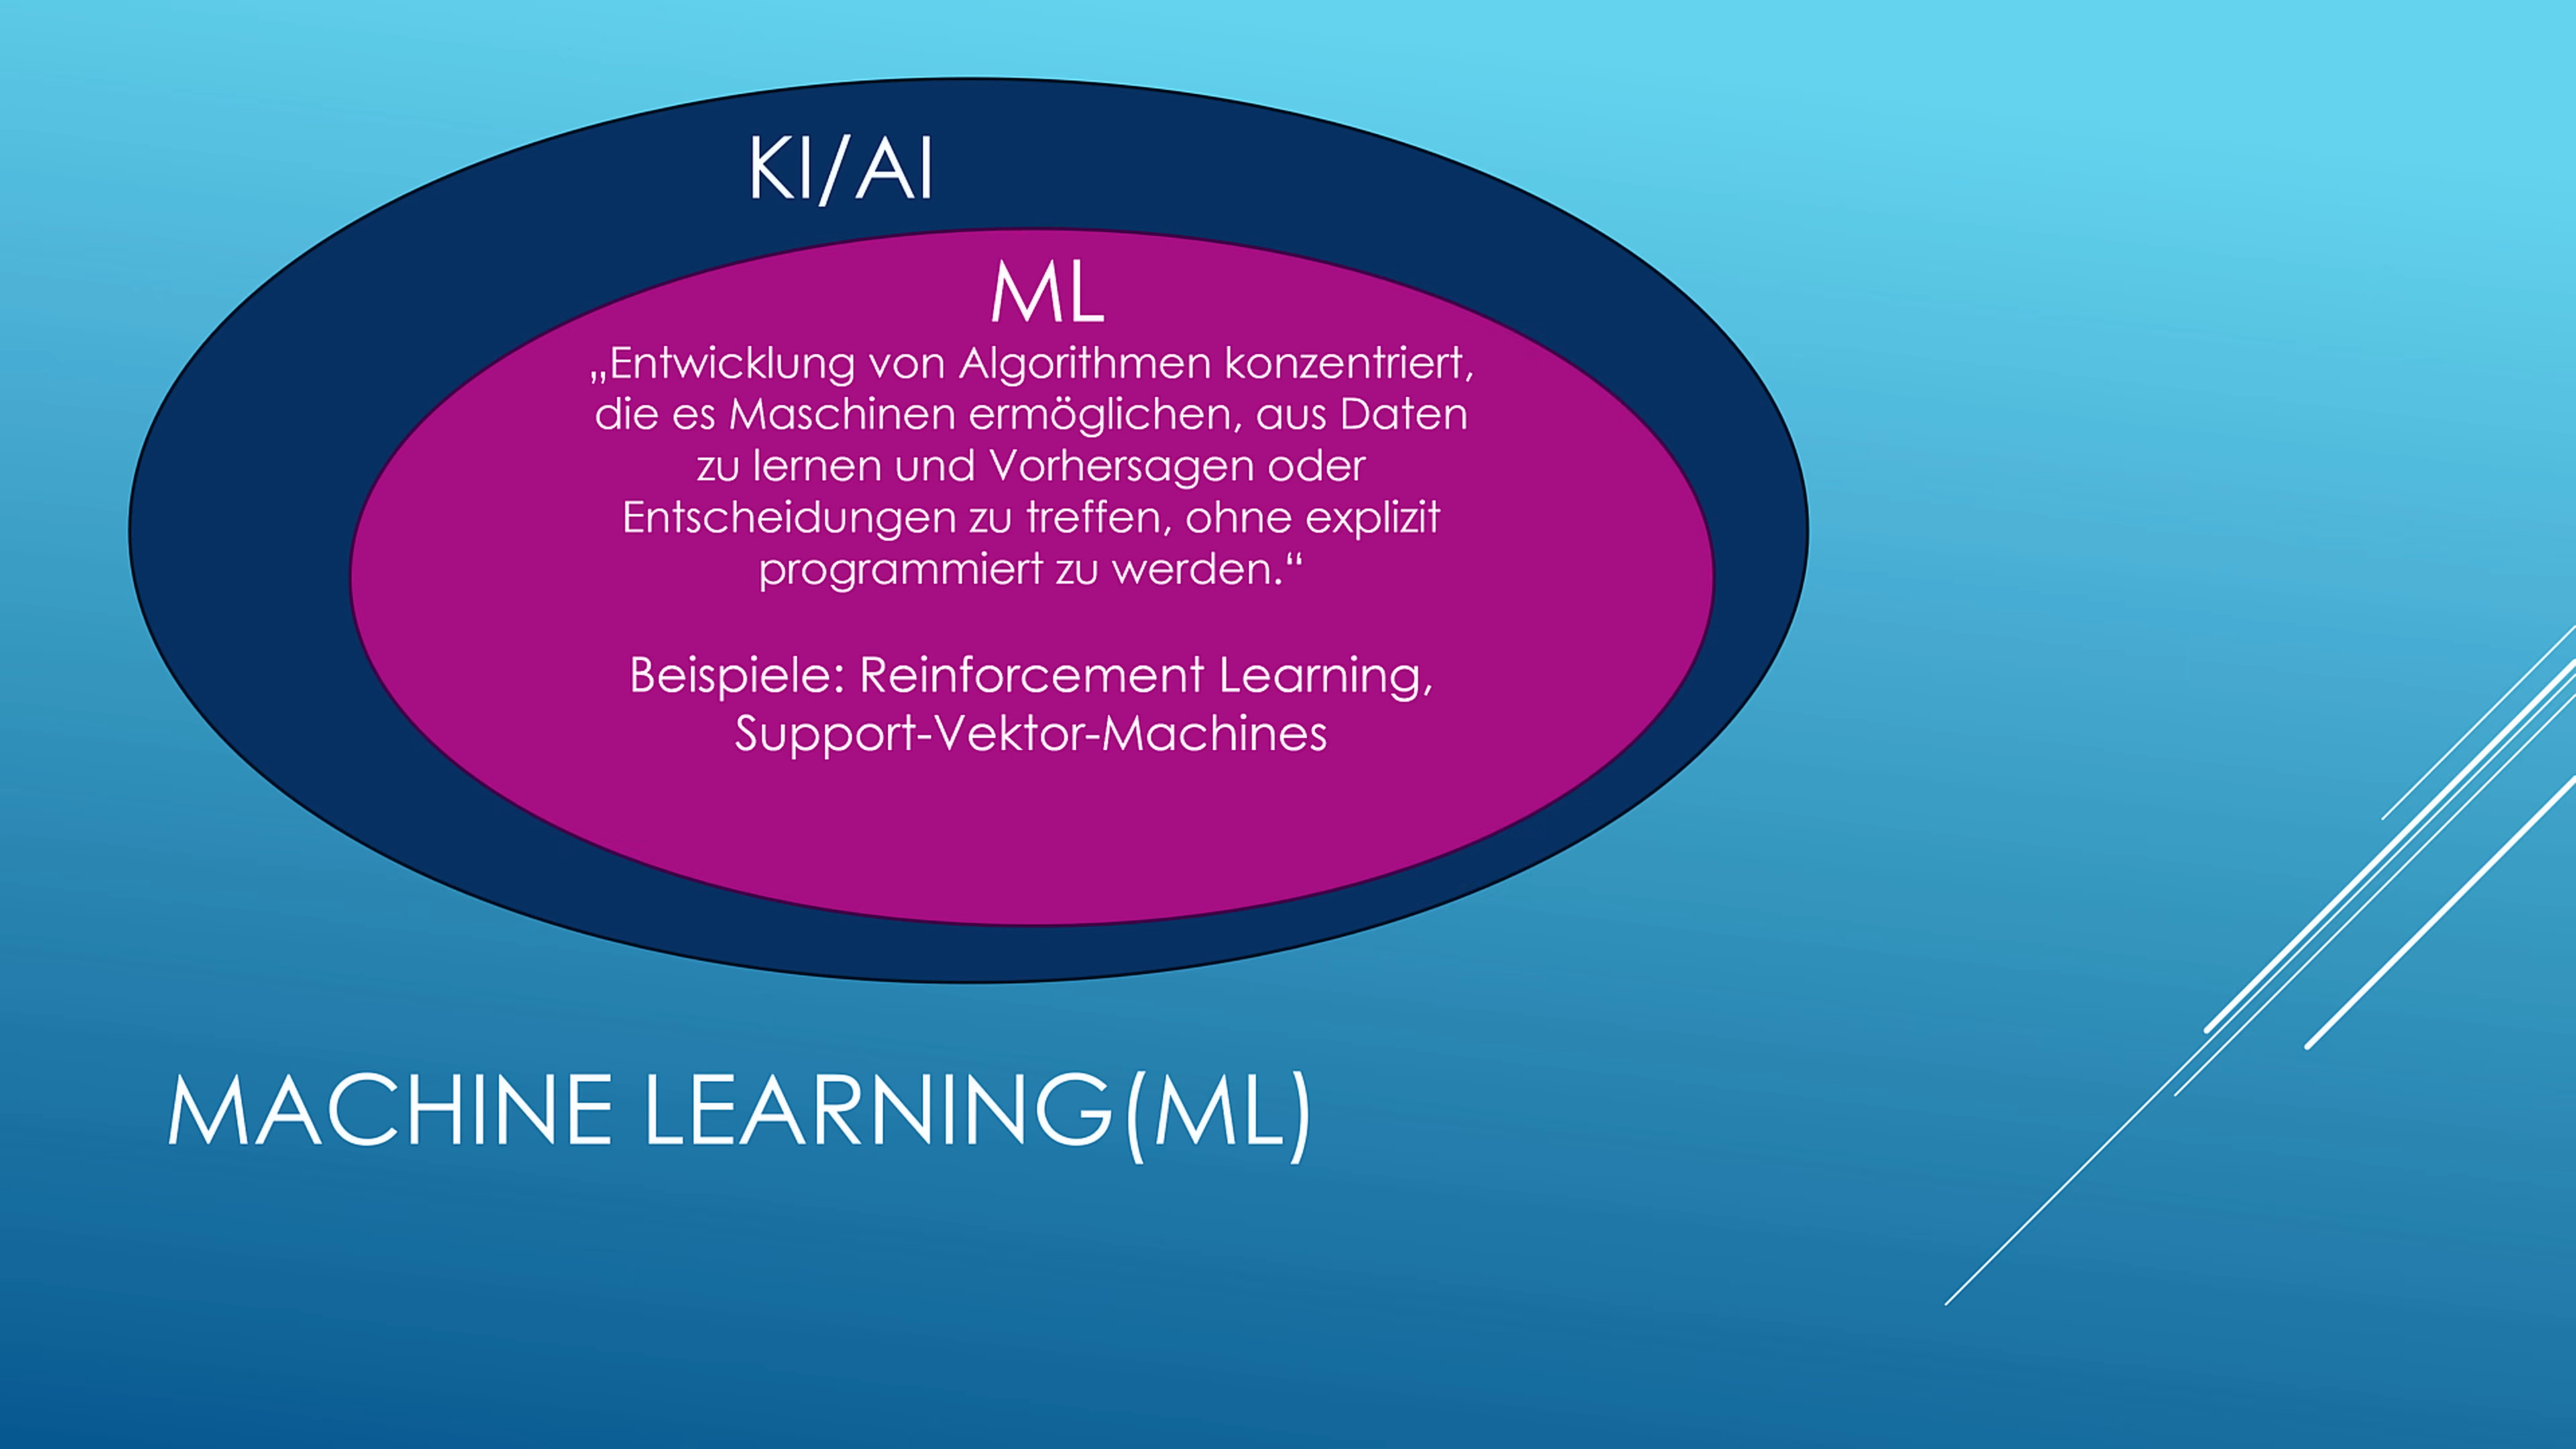 KI/AI
ML
„Entwicklung von Algorithmen konzentriert,
die es Maschinen ermöglichen, aus Daten
zu lernen und Vorhersagen oder
Entscheidungen zu treffen, ohne explizit
programmiert zu werden.“
Beispiele: Reinforcement Learning,
Support-Vektor-Machines
MACHINE LEARNING(ML)